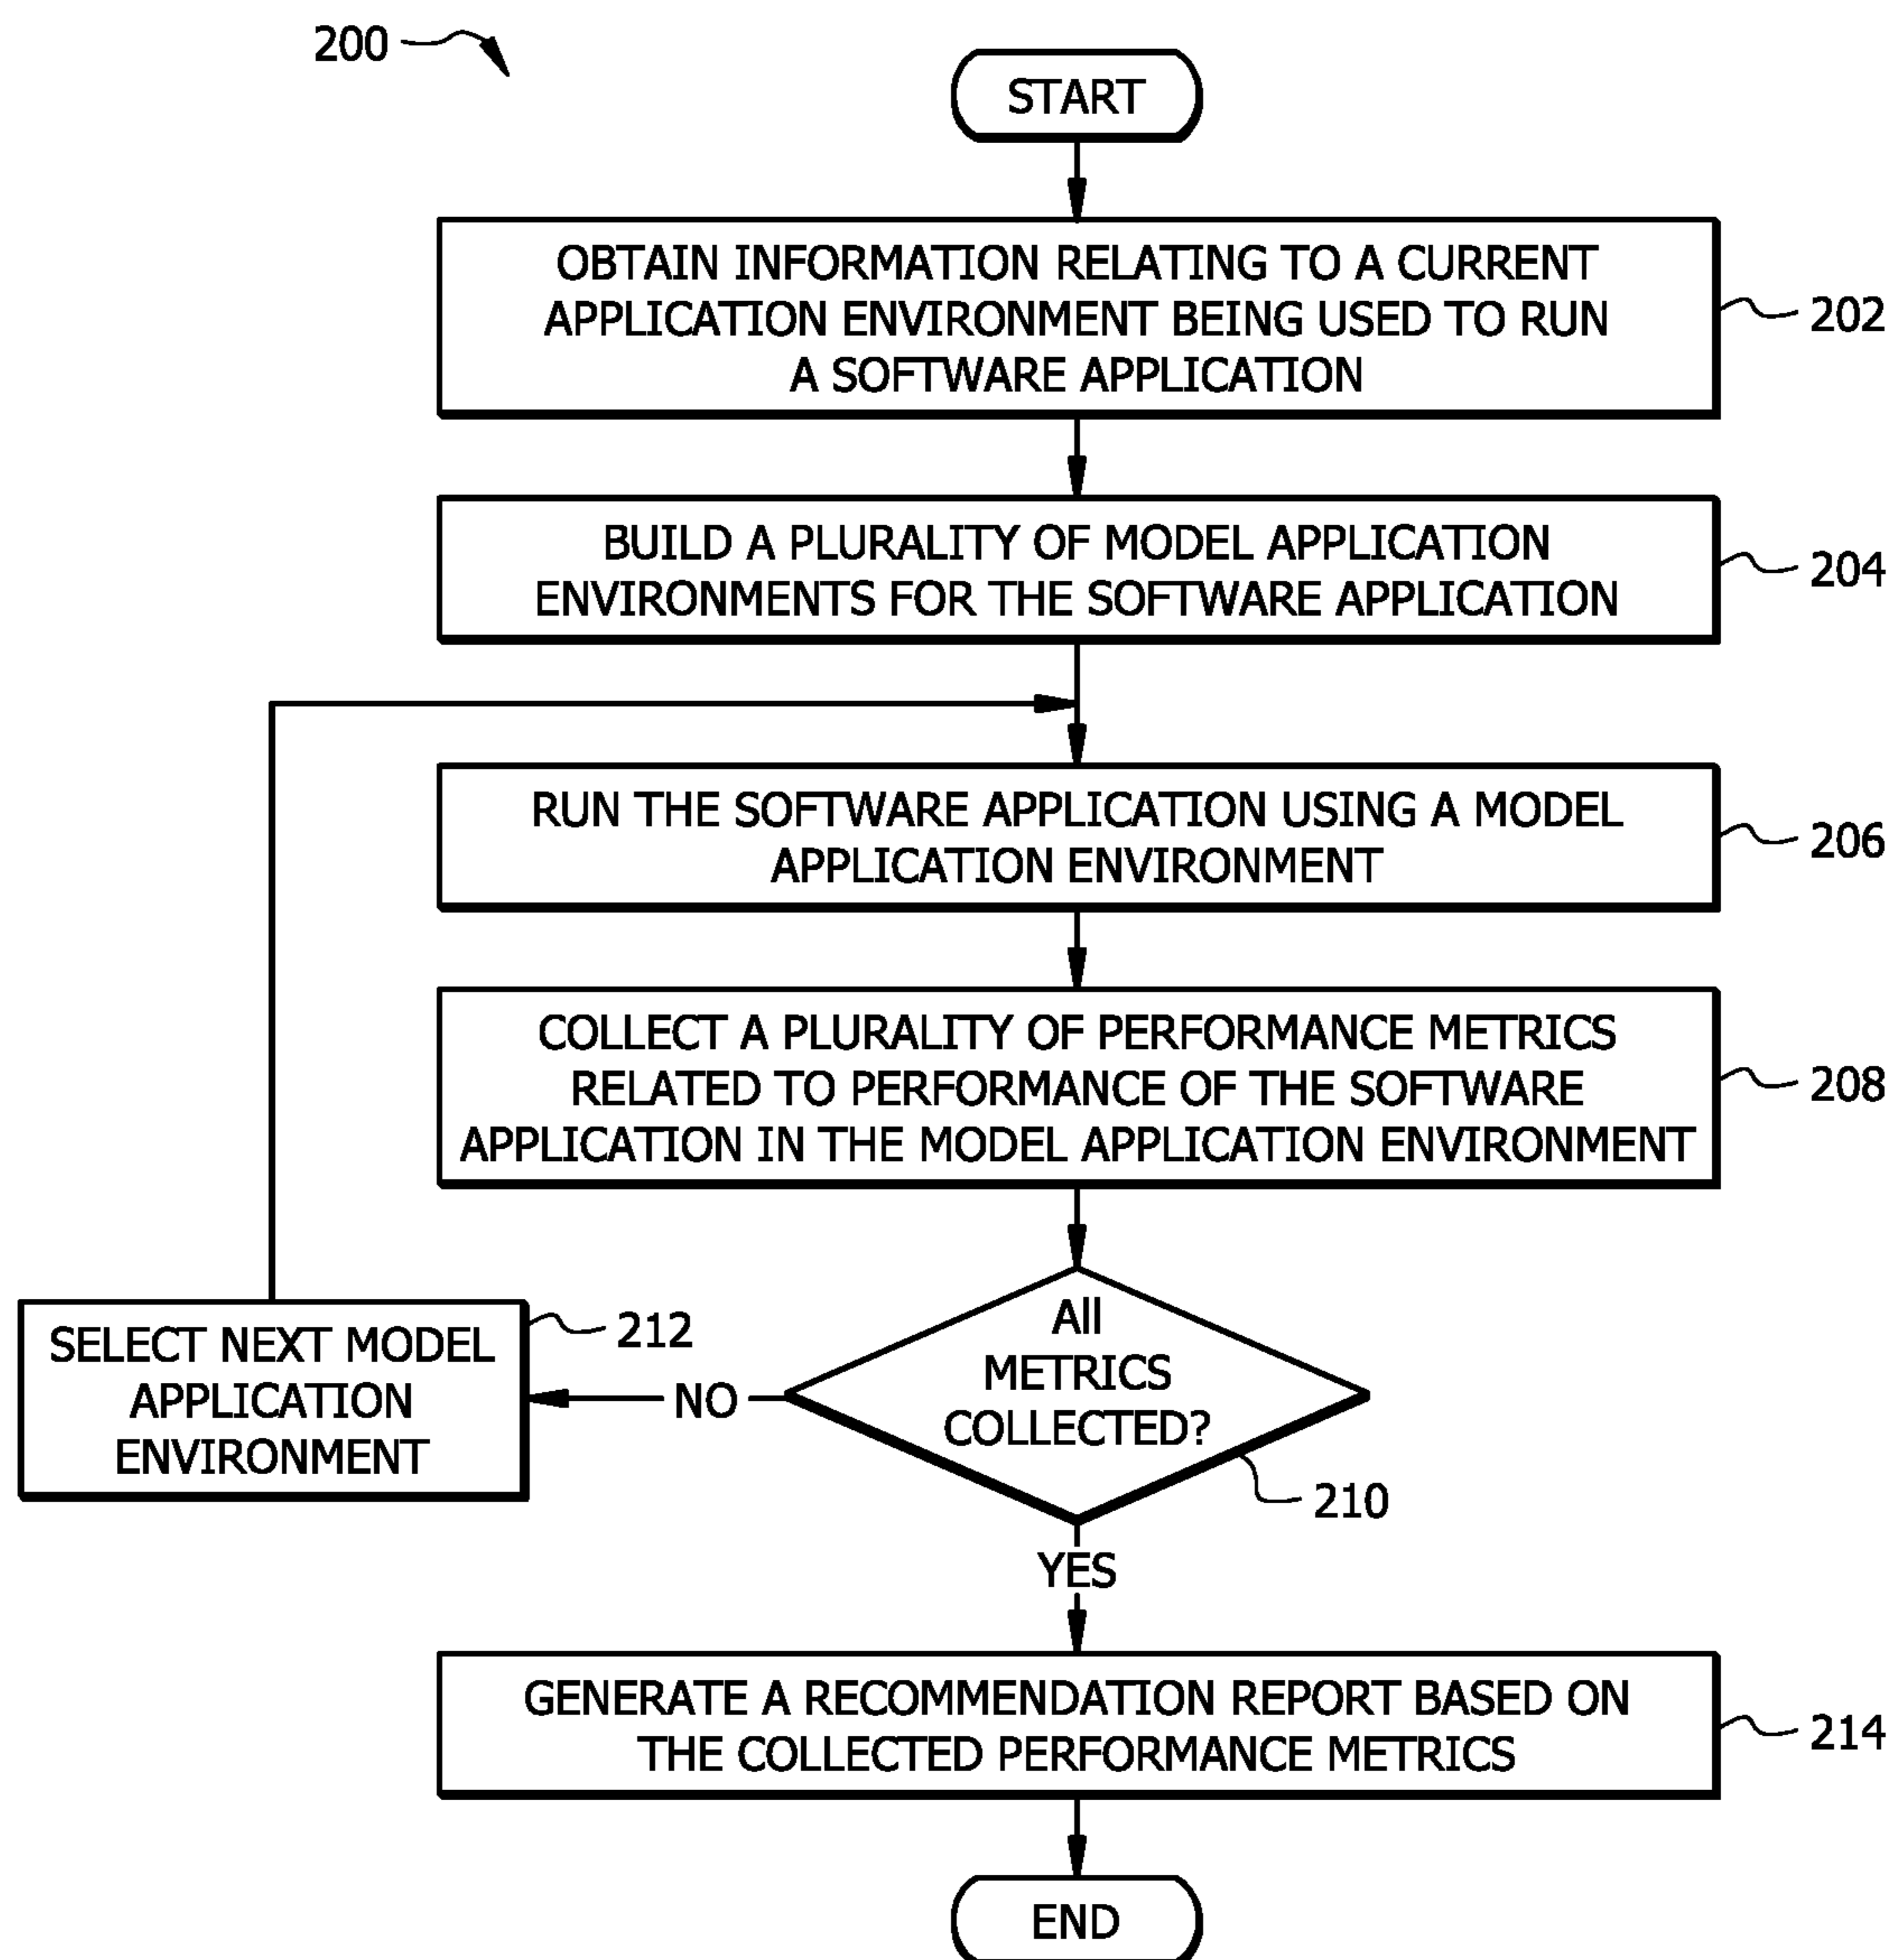 200
START
OBTAIN INFORMATION RELATING TO A CURRENT
APPLICATION ENVIRONMENT BEING USED TO RUN
A SOFTWARE APPLICATION
202
BUILD A PLURALITY OF MODEL APPLICATION
ENVIRONMENTS FOR THE SOFTWARE APPLICATION
204
RUN THE SOFTWARE APPLICATION USING A MODEL
APPLICATION ENVIRONMENT
206
COLLECT A PLURALITY OF PERFORMANCE METRICS
RELATED TO PERFORMANCE OF THE SOFTWARE
APPLICATION IN THE MODEL APPLICATION ENVIRONMENT
208
All
METRICS
COLLECTED?
210
NO
SELECT NEXT MODEL
APPLICATION
ENVIRONMENT
212
YES
GENERATE A RECOMMENDATION REPORT BASED ON
THE COLLECTED PERFORMANCE METRICS
214
END